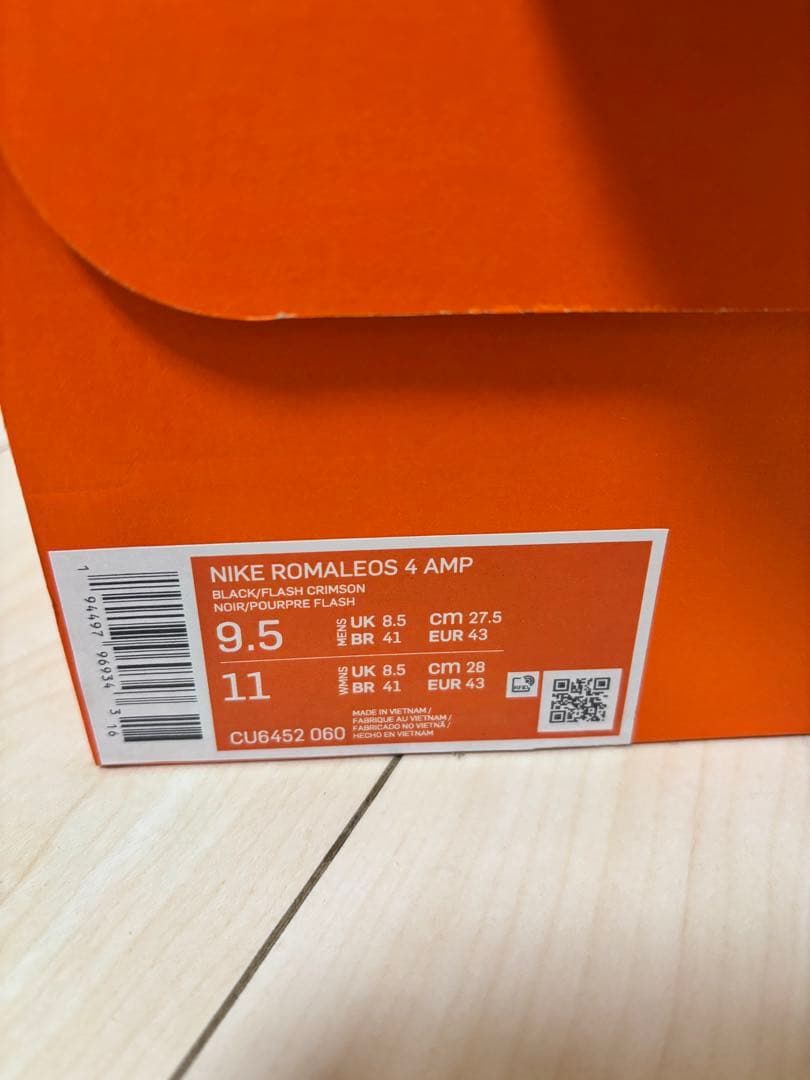 NIKE ROMALEOS 4 AMP
BLACK/FLASH CRIMSON
NOIR/POURPRE FLASH
9.5 MENS UK 8.5 cm 27.5
BR 41 EUR 43
11 WMNS UK 8.5 cm 28
BR 41 EUR 43
CU6452 060
MADE IN VIETNAM /
FABRIQUE AU VIETNAM /
FABRICADO NO VIETNÃ /
HECHO EN VIETNAM
1 94497 96934 3 16